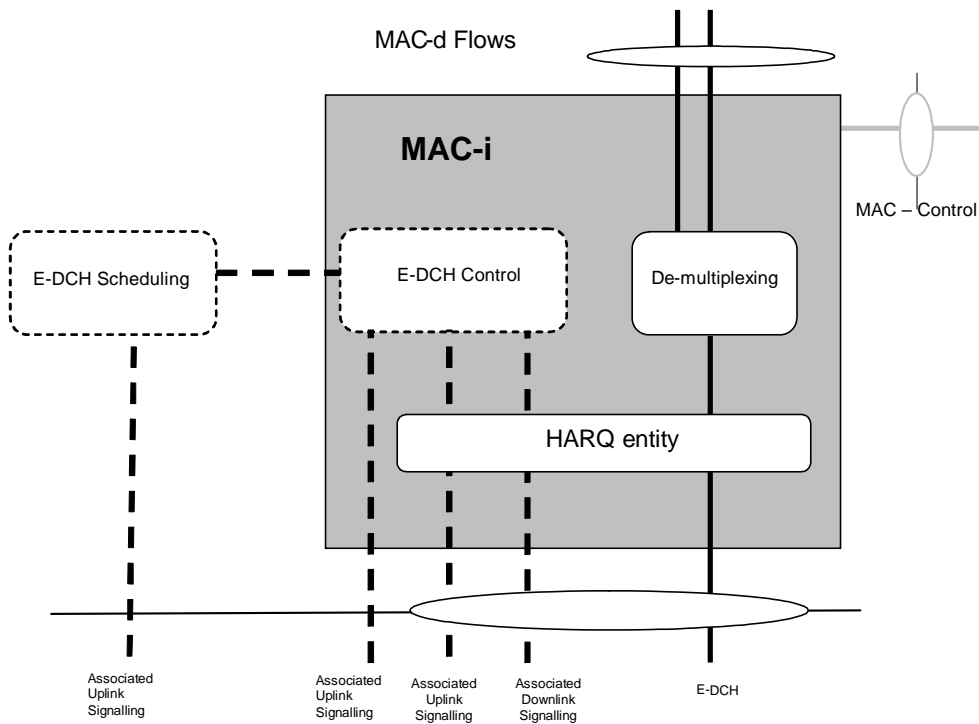 MAC-d Flows
MAC-i
MAC – Control
E-DCH Scheduling
E-DCH Control
De-multiplexing
HARQ entity
Associated
Uplink
Signalling
Associated
Uplink
Signalling
Associated
Uplink
Signalling
Associated
Downlink
Signalling
E-DCH